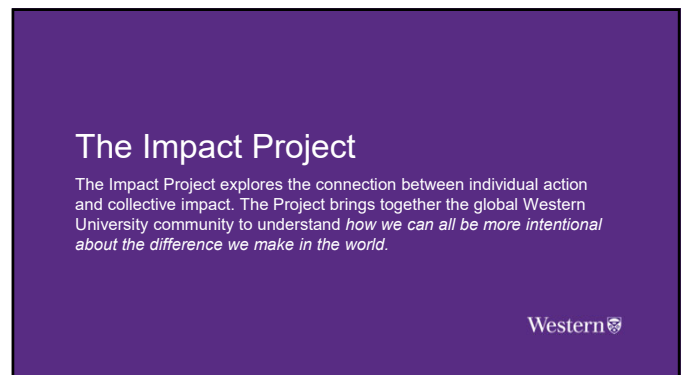 The Impact Project
The Impact Project explores the connection between individual action
and collective impact. The Project brings together the global Western
University community to understand how we can all be more intentional
about the difference we make in the world.
Western